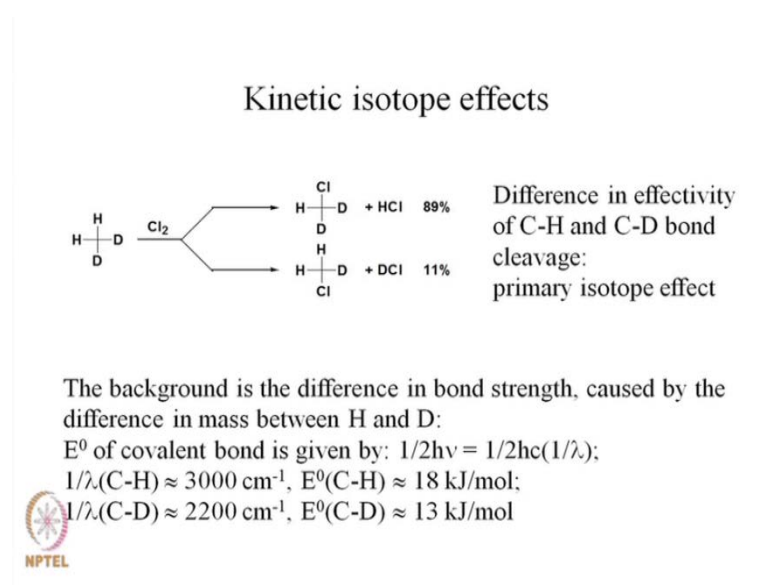 Kinetic isotope effects
H
H D
D
Cl₂
Cl
H D + HCl 89%
D
H
H D + DCl 11%
Cl
Difference in effectivity
of C-H and C-D bond
cleavage:
primary isotope effect
The background is the difference in bond strength, caused by the
difference in mass between H and D:
E⁰ of covalent bond is given by: 1/2hν = 1/2hc(1/λ);
1/λ(C-H) ≈ 3000 cm⁻¹, E⁰(C-H) ≈ 18 kJ/mol;
1/λ(C-D) ≈ 2200 cm⁻¹, E⁰(C-D) ≈ 13 kJ/mol
NPTEL